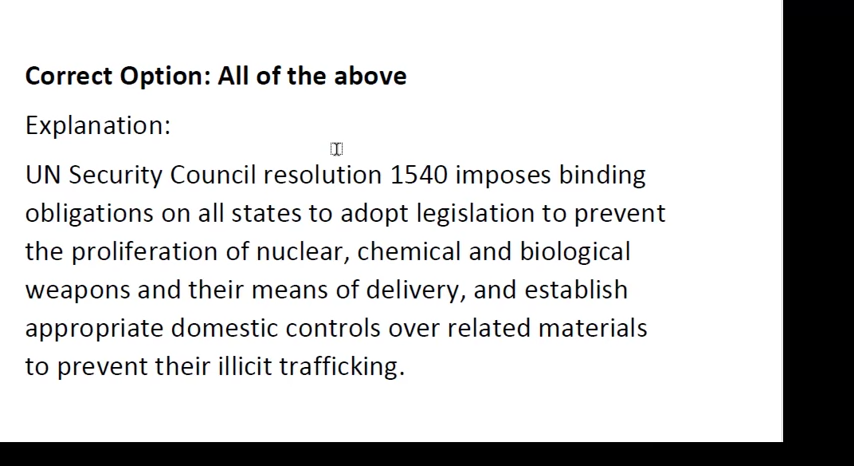 Correct Option: All of the above
Explanation:
UN Security Council resolution 1540 imposes binding
obligations on all states to adopt legislation to prevent
the proliferation of nuclear, chemical and biological
weapons and their means of delivery, and establish
appropriate domestic controls over related materials
to prevent their illicit trafficking.